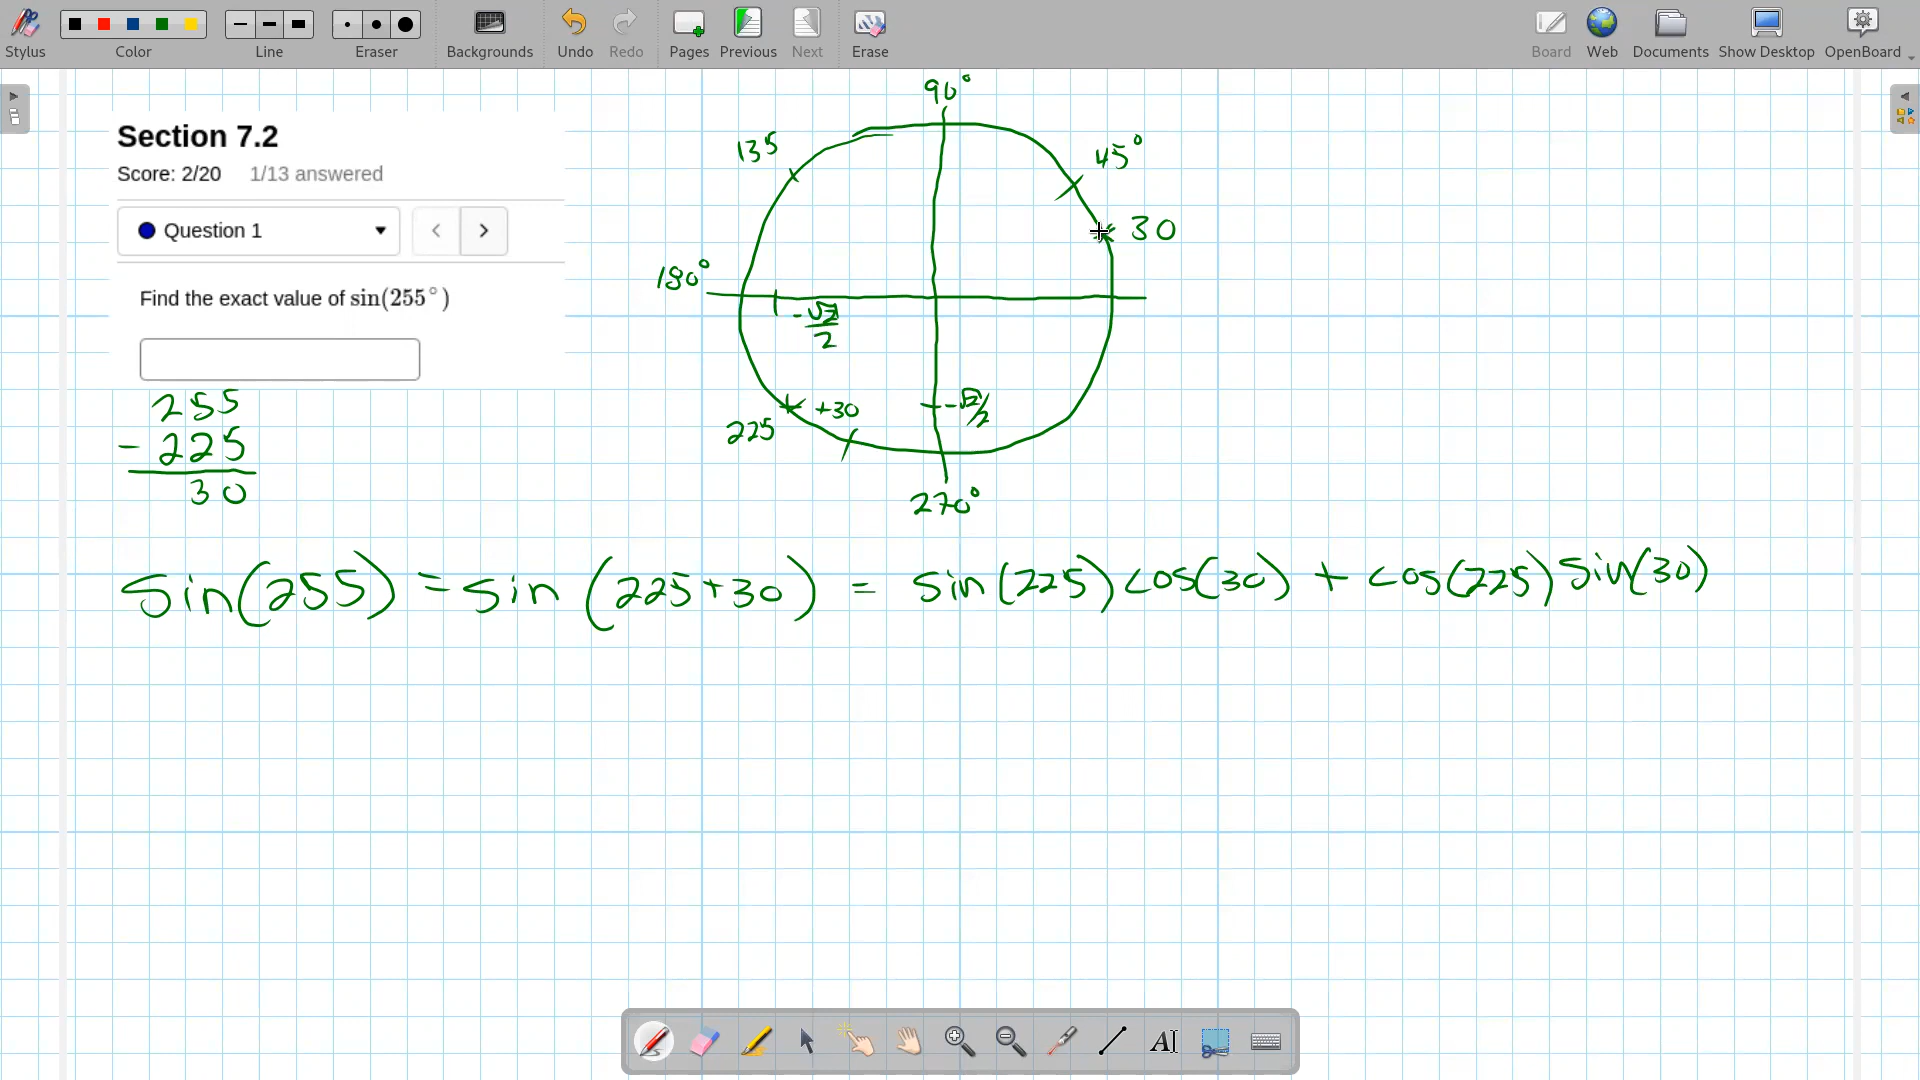 Stylus Color Line Eraser Backgrounds Undo Redo Pages Previous Next Erase Board Web Documents Show Desktop OpenBoard
Section 7.2
Score: 2/20 1/13 answered
Question 1
Find the exact value of sin(255°)
255
- 225
30
90°
135
45°
30
180°
-√2/2
225
+30
-√2/2
270°
sin(255) = sin (225+30) = sin(225)cos(30) + cos(225)sin(30)
AI